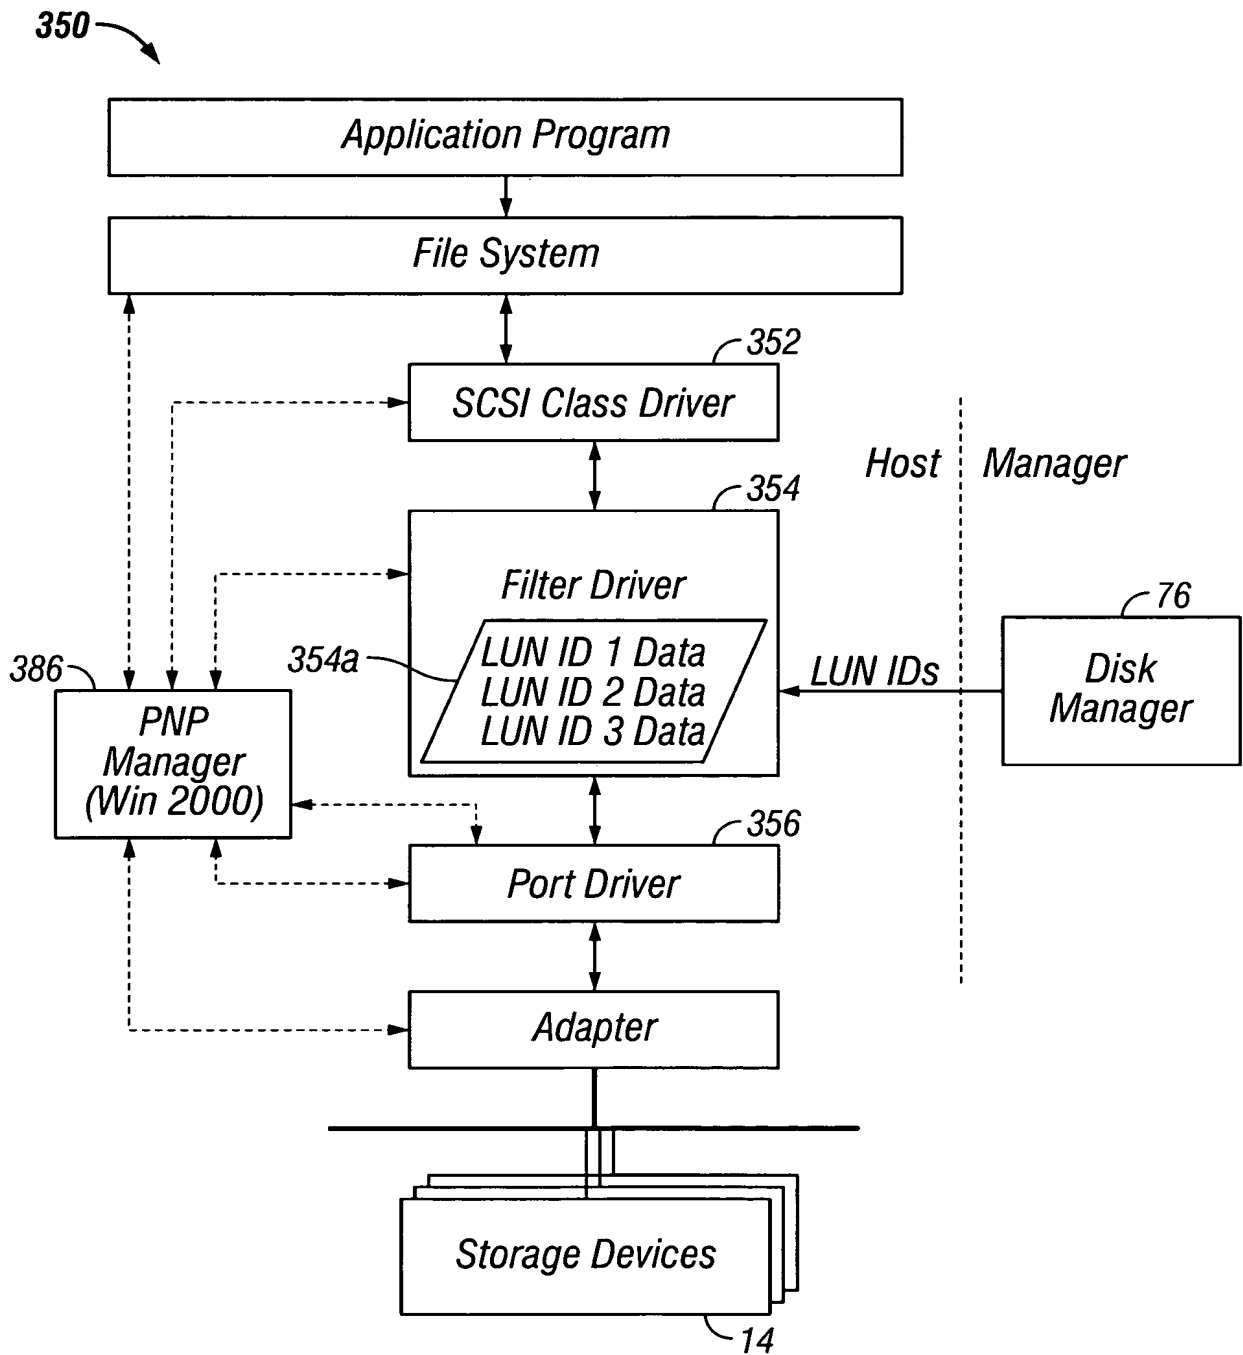 350
Application Program
File System
352
SCSI Class Driver
Host
Manager
354
Filter Driver
76
354a
LUN ID 1 Data
LUN ID 2 Data
LUN ID 3 Data
LUN IDs
Disk
Manager
386
PNP
Manager
(Win 2000)
356
Port Driver
Adapter
Storage Devices
14